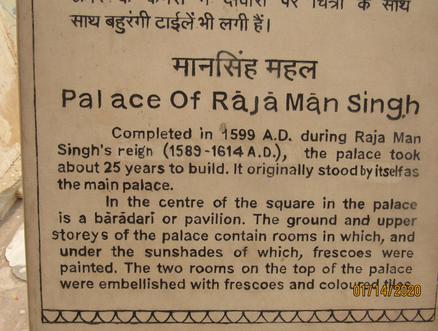 साथ बहुरंगी टाईलें भी लगी हैं।
मानसिंह महल
Palace Of Rājā Mān Singh
Completed in 1599 A.D. during Raja Man
Singh's reign (1589-1614 A.D.), the palace took
about 25 years to build. It originally stood by itself as
the main palace.
In the centre of the square in the palace
is a bārādari or pavilion. The ground and upper
storeys of the palace contain rooms in which, and
under the sunshades of which, frescoes were
painted. The two rooms on the top of the palace
were embellished with frescoes and coloured tiles.
01/14/2020